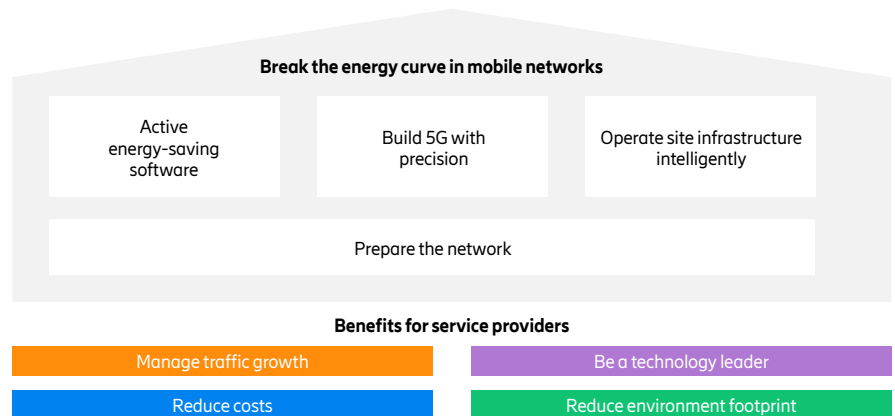 Break the energy curve in mobile networks
Active
energy-saving
software
Build 5G with
precision
Operate site infrastructure
intelligently
Prepare the network
Benefits for service providers
Manage traffic growth
Be a technology leader
Reduce costs
Reduce environment footprint